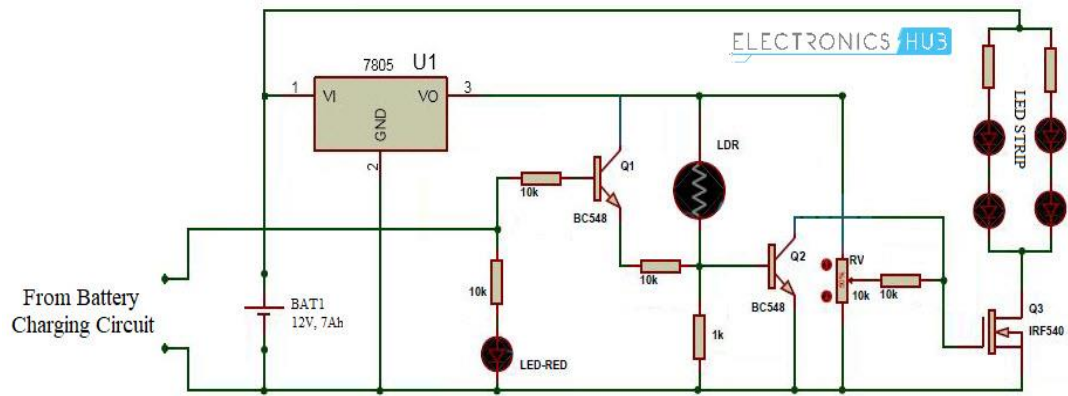 ELECTRONICS HUB
7805
U1
1
VI
VO
3
GND
2
LDR
Q1
10k
BC548
10k
Q2
BC548
RV
10k
10k
LED STRIP
Q3
IRF540
From Battery
Charging Circuit
BAT1
12V, 7Ah
10k
LED-RED
1k